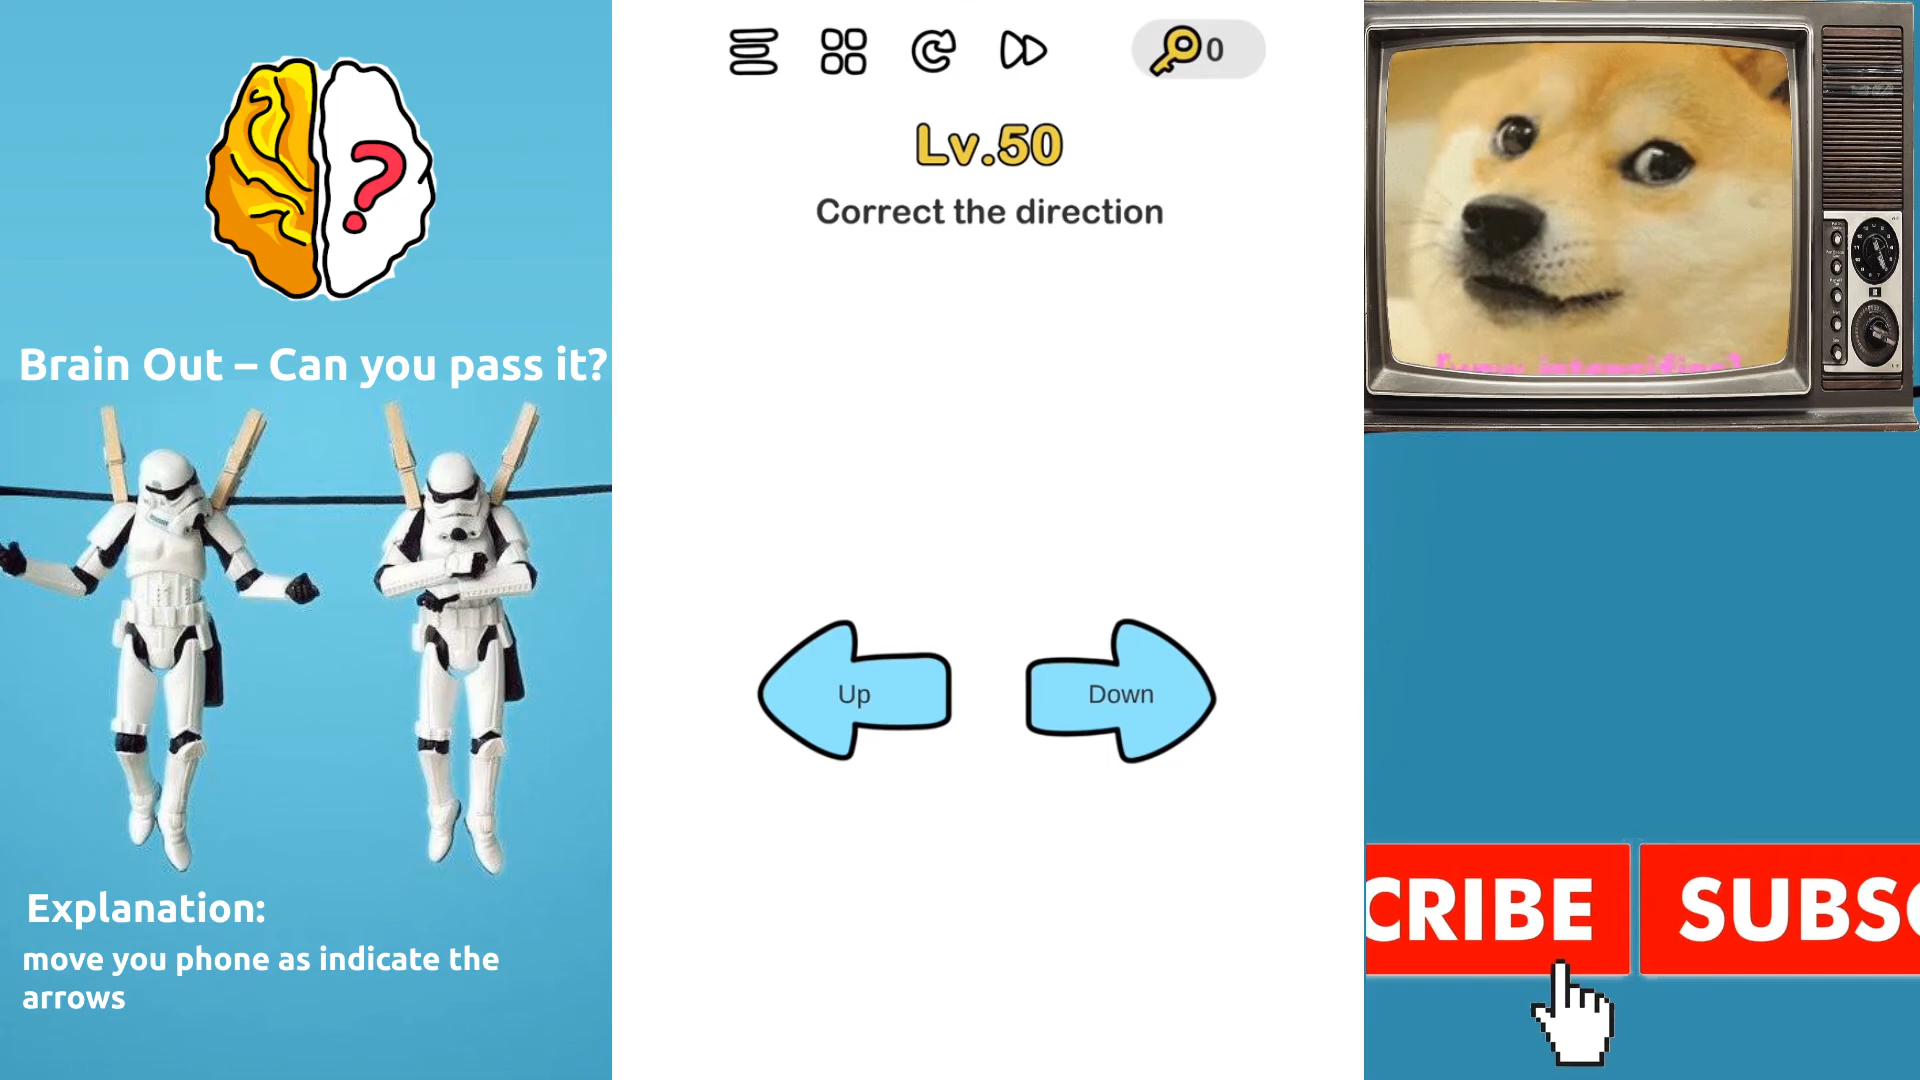 Brain Out – Can you pass it?
Explanation:
move you phone as indicate the
arrows
0
Lv.50
Correct the direction
Up
Down
CRIBE
SUBSC